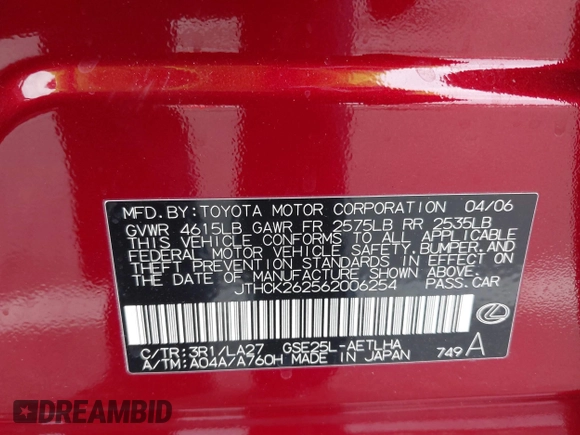 MFD.BY:TOYOTA MOTOR CORPORATION 04/06
GVWR 4615LB GAWR FR 2575LB RR 2535LB
THIS VEHICLE CONFORMS TO ALL APPLICABLE
FEDERAL MOTOR VEHICLE SAFETY,BUMPER,AND
THEFT PREVENTION STANDARDS IN EFFECT ON
THE DATE OF MANUFACTURE SHOWN ABOVE.
JTHCK262562006254 PASS.CAR
C/TR:3R1/LA27 GSE25L-AETLHA
A/TM:A04A/A760H MADE IN JAPAN 749 A
DREAMBID